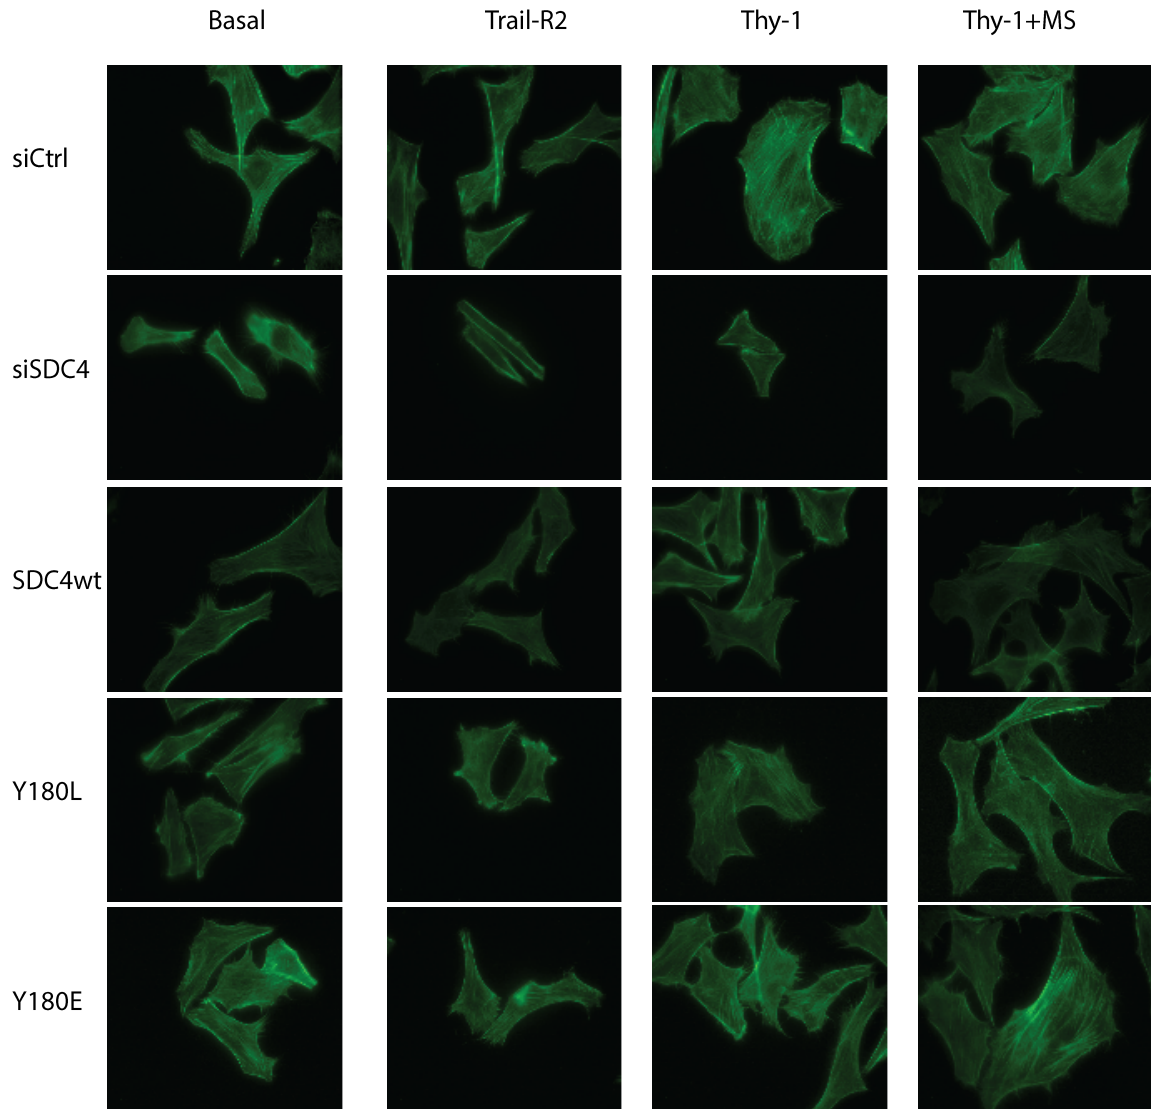 Basal Trail-R2 Thy-1 Thy-1+MS
siCtrl
siSDC4
SDC4wt
Y180L
Y180E